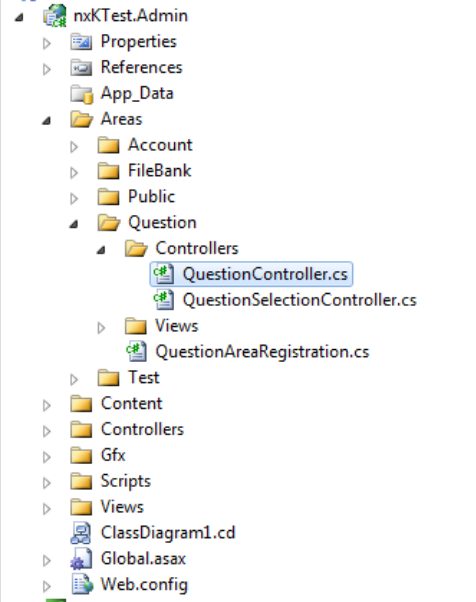 nxKTest.Admin
Properties
References
App_Data
Areas
Account
FileBank
Public
Question
Controllers
QuestionController.cs
QuestionSelectionController.cs
Views
QuestionAreaRegistration.cs
Test
Content
Controllers
Gfx
Scripts
Views
ClassDiagram1.cd
Global.asax
Web.config